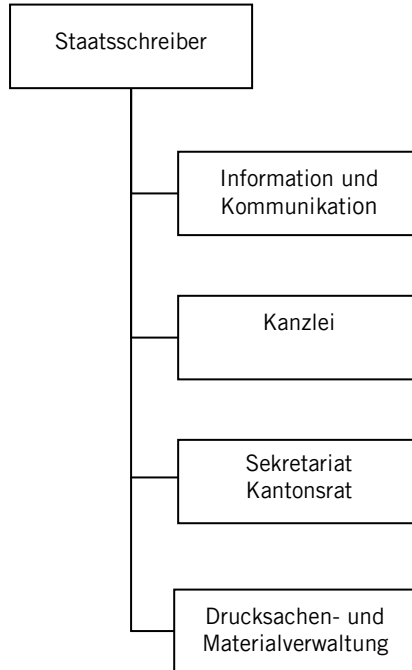 Staatsschreiber
Information und
Kommunikation
Kanzlei
Sekretariat
Kantonsrat
Drucksachen- und
Materialverwaltung